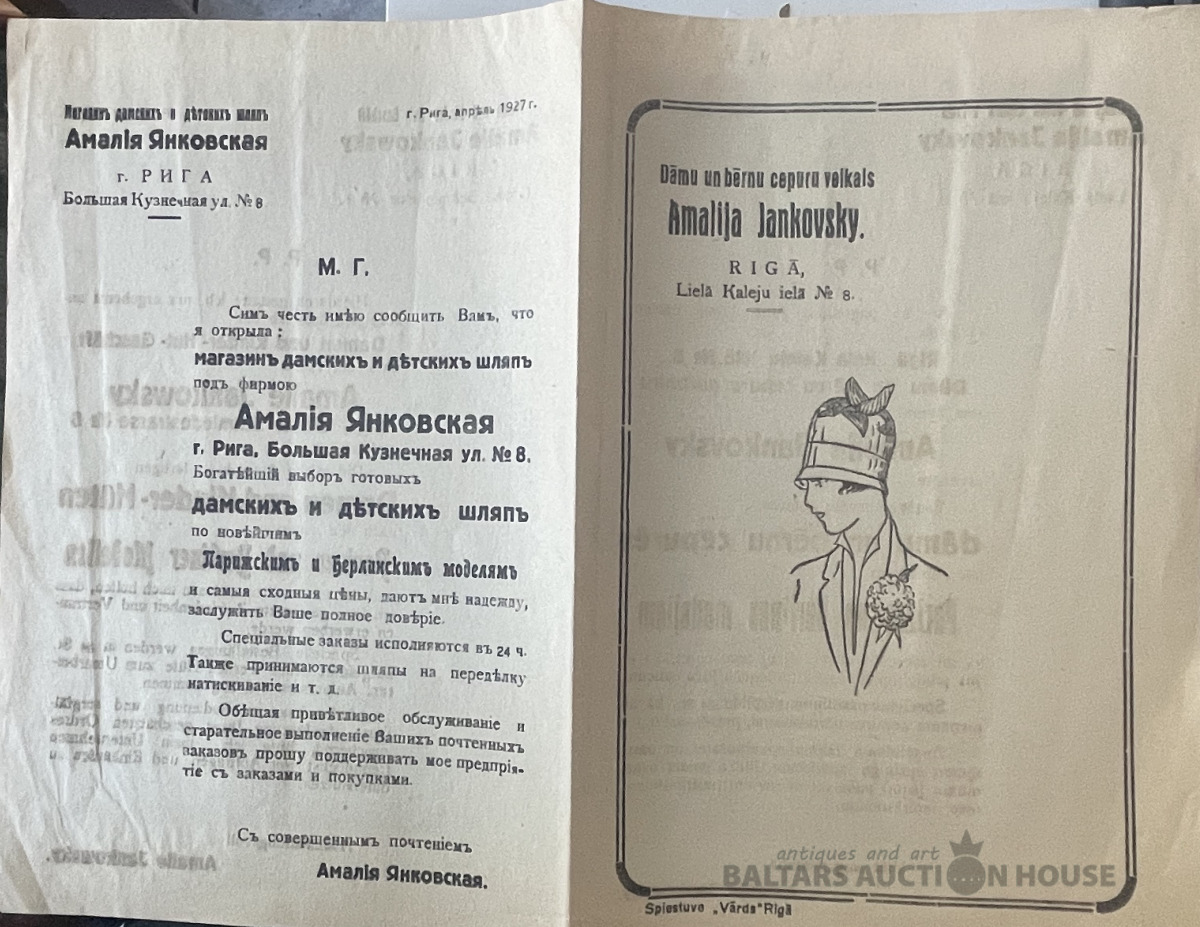 Магазинъ дамскихъ и дѣтскихъ шляпъ
Амалія Янковская
г. РИГА
Большая Кузнечная ул. № 8
г. Рига, апрѣль 1927 г.
М. Г.
Симъ честь имѣю сообщить Вамъ, что
я открыла:
магазинъ дамскихъ и дѣтскихъ шляпъ
подъ фирмою
Амалія Янковская
г. Рига, Большая Кузнечная ул. № 8.
Богатѣйшій выборъ готовыхъ
дамскихъ и дѣтскихъ шляпъ
по новѣйшимъ
Парижскимъ и Берлинскимъ моделямъ
и самыя сходныя цѣны, даютъ мнѣ надежду,
заслужить Ваше полное довѣріе.
Спеціальные заказы исполняются въ 24 ч.
Также принимаются шляпы на передѣлку
натискиваніе и т. д.
Обѣщая привѣтливое обслуживаніе и
старательное выполненіе Вашихъ почтенныхъ
заказовъ прошу поддерживать мое предпрія-
тіе съ заказами и покупками.
Съ совершеннымъ почтеніемъ
Амалія Янковская.
Dāmu un bērnu cepuru veikals
Amalija Jankovsky.
RIGĀ,
Lielā Kaleju ielā № 8.
Spiestuve „Vārds" Rīgā
antiques and art
BALTARS AUCTION HOUSE